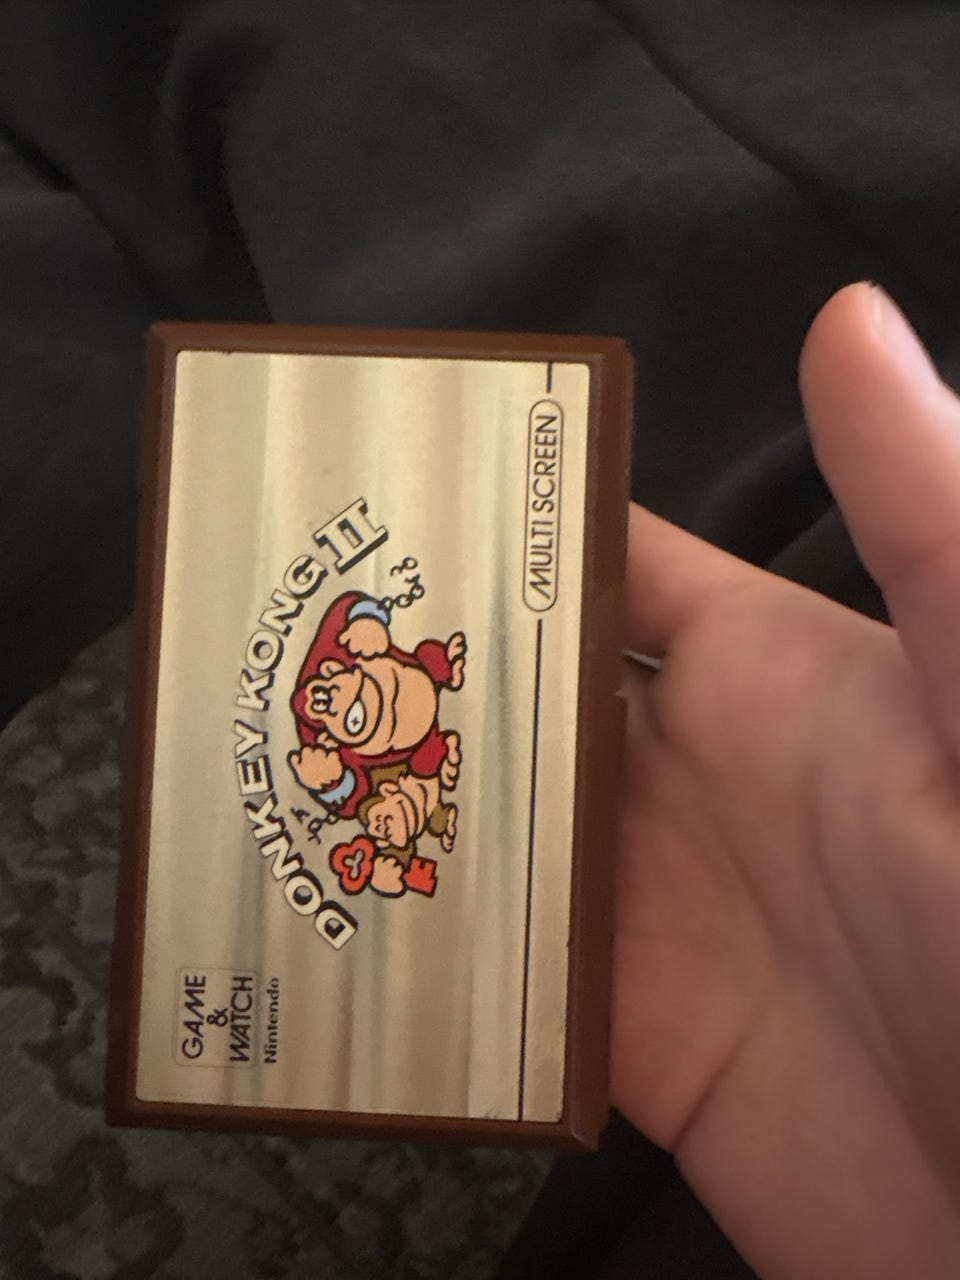 GAME
&
WATCH
Nintendo
DONKEY KONG II
MULTI SCREEN